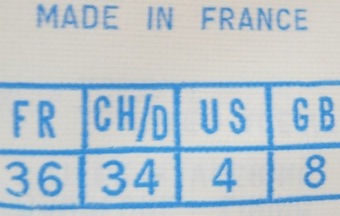 MADE IN FRANCE
FR CH/D US GB
36 34 4 8